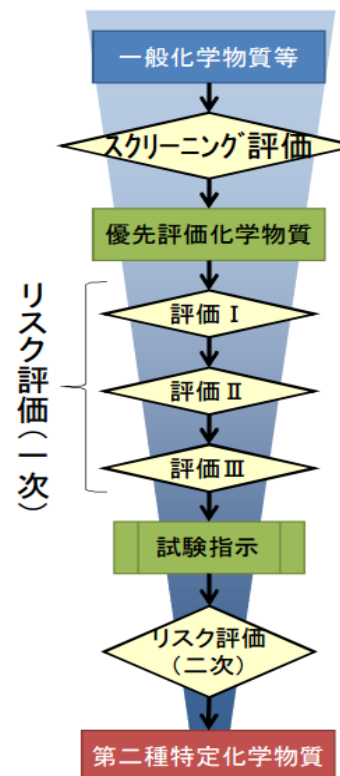 一般化学物質等
スクリーニング評価
優先評価化学物質
リスク評価(一次)
評価Ⅰ
評価Ⅱ
評価Ⅲ
試験指示
リスク評価
(二次)
第二種特定化学物質